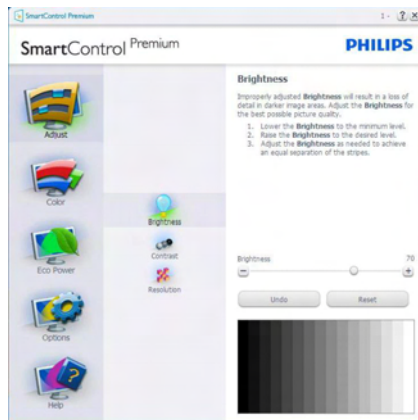 SmartControl Premium
1 - ? X
SmartControl Premium
PHILIPS
Adjust
Color
Eco Power
Options
Help
Brightness
Contrast
Resolution
Brightness
Improperly adjusted Brightness will result in a loss of
detail in darker image areas. Adjust the Brightness for
the best possible picture quality.
1. Lower the Brightness to the minimum level.
2. Raise the Brightness to the desired level.
3. Adjust the Brightness as needed to achieve
an equal separation of the stripes.
Brightness 70
Undo Reset